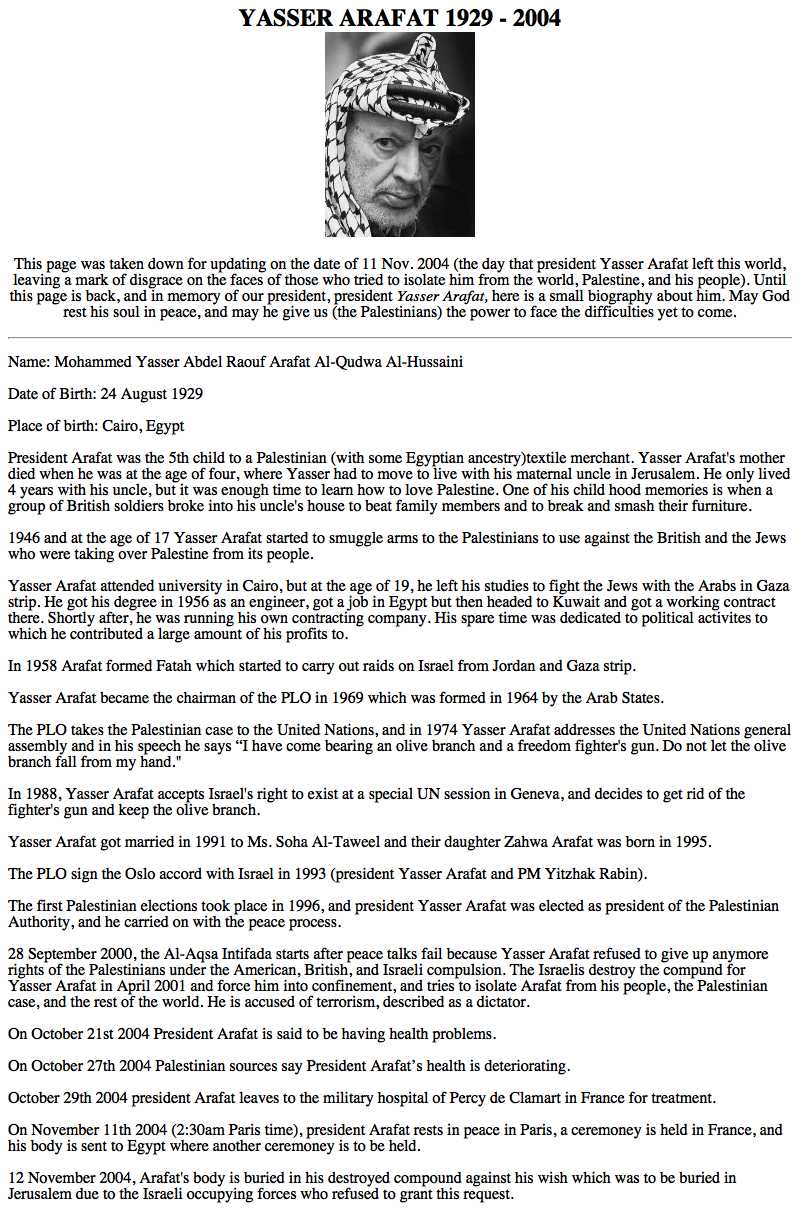 YASSER ARAFAT 1929 - 2004
This page was taken down for updating on the date of 11 Nov. 2004 (the day that president Yasser Arafat left this world,
leaving a mark of disgrace on the faces of those who tried to isolate him from the world, Palestine, and his people). Until
this page is back, and in memory of our president, president Yasser Arafat, here is a small biography about him. May God
rest his soul in peace, and may he give us (the Palestinians) the power to face the difficulties yet to come.
Name: Mohammed Yasser Abdel Raouf Arafat Al-Qudwa Al-Hussaini
Date of Birth: 24 August 1929
Place of birth: Cairo, Egypt
President Arafat was the 5th child to a Palestinian (with some Egyptian ancestry)textile merchant. Yasser Arafat's mother
died when he was at the age of four, where Yasser had to move to live with his maternal uncle in Jerusalem. He only lived
4 years with his uncle, but it was enough time to learn how to love Palestine. One of his child hood memories is when a
group of British soldiers broke into his uncle's house to beat family members and to break and smash their furniture.
1946 and at the age of 17 Yasser Arafat started to smuggle arms to the Palestinians to use against the British and the Jews
who were taking over Palestine from its people.
Yasser Arafat attended university in Cairo, but at the age of 19, he left his studies to fight the Jews with the Arabs in Gaza
strip. He got his degree in 1956 as an engineer, got a job in Egypt but then headed to Kuwait and got a working contract
there. Shortly after, he was running his own contracting company. His spare time was dedicated to political activites to
which he contributed a large amount of his profits to.
In 1958 Arafat formed Fatah which started to carry out raids on Israel from Jordan and Gaza strip.
Yasser Arafat became the chairman of the PLO in 1969 which was formed in 1964 by the Arab States.
The PLO takes the Palestinian case to the United Nations, and in 1974 Yasser Arafat addresses the United Nations general
assembly and in his speech he says “I have come bearing an olive branch and a freedom fighter's gun. Do not let the olive
branch fall from my hand."
In 1988, Yasser Arafat accepts Israel's right to exist at a special UN session in Geneva, and decides to get rid of the
fighter's gun and keep the olive branch.
Yasser Arafat got married in 1991 to Ms. Soha Al-Taweel and their daughter Zahwa Arafat was born in 1995.
The PLO sign the Oslo accord with Israel in 1993 (president Yasser Arafat and PM Yitzhak Rabin).
The first Palestinian elections took place in 1996, and president Yasser Arafat was elected as president of the Palestinian
Authority, and he carried on with the peace process.
28 September 2000, the Al-Aqsa Intifada starts after peace talks fail because Yasser Arafat refused to give up anymore
rights of the Palestinians under the American, British, and Israeli compulsion. The Israelis destroy the compund for
Yasser Arafat in April 2001 and force him into confinement, and tries to isolate Arafat from his people, the Palestinian
case, and the rest of the world. He is accused of terrorism, described as a dictator.
On October 21st 2004 President Arafat is said to be having health problems.
On October 27th 2004 Palestinian sources say President Arafat’s health is deteriorating.
October 29th 2004 president Arafat leaves to the military hospital of Percy de Clamart in France for treatment.
On November 11th 2004 (2:30am Paris time), president Arafat rests in peace in Paris, a ceremoney is held in France, and
his body is sent to Egypt where another ceremoney is to be held.
12 November 2004, Arafat's body is buried in his destroyed compound against his wish which was to be buried in
Jerusalem due to the Israeli occupying forces who refused to grant this request.